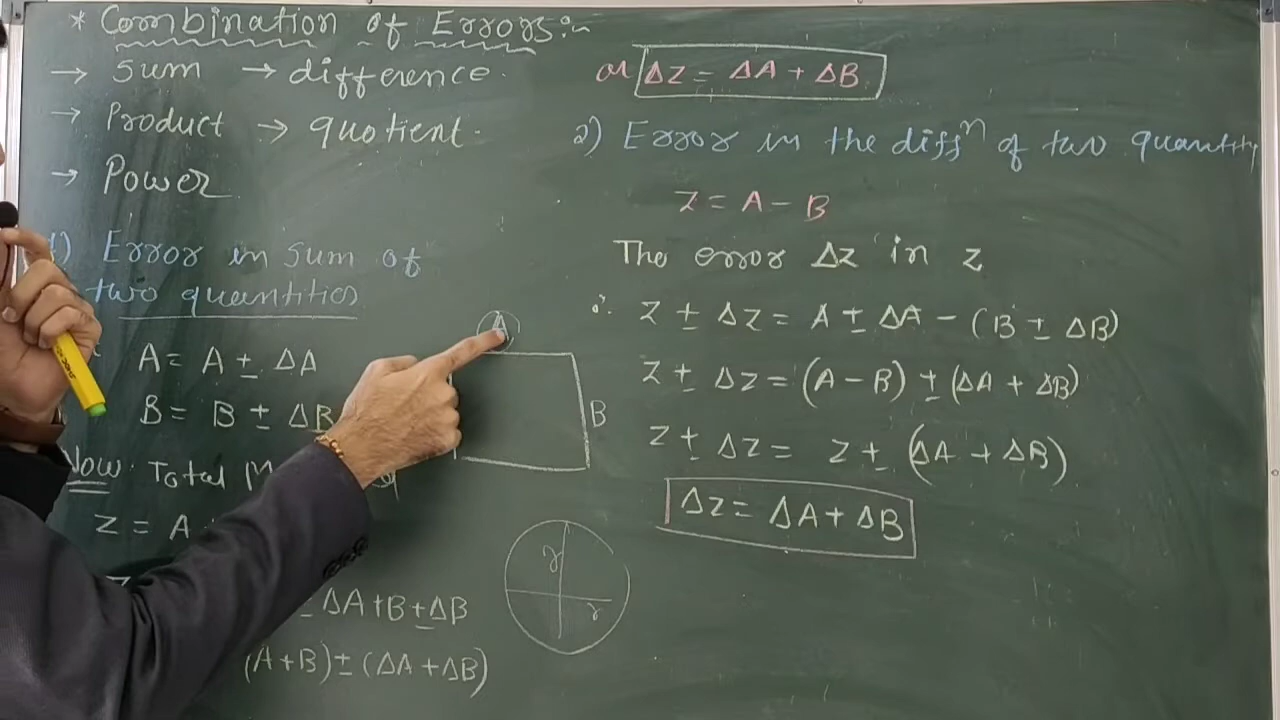 * Combination of Errors:-
→ Sum → difference.
→ Product → quotient.
→ Power
1) Error in Sum of
two quantities
A = A ± ΔA
B = B ± ΔB
Now Total
Z = A
± ΔA + B ± ΔB
(A+B) ± (ΔA + ΔB)
A
B
r
r
or ΔZ = ΔA + ΔB
2) Error in the diffⁿ of two quantity
Z = A - B
The error ΔZ in Z
∴ Z ± ΔZ = A ± ΔA - (B ± ΔB)
Z ± ΔZ = (A - B) ± (ΔA + ΔB)
Z ± ΔZ = Z ± (ΔA + ΔB)
ΔZ = ΔA + ΔB